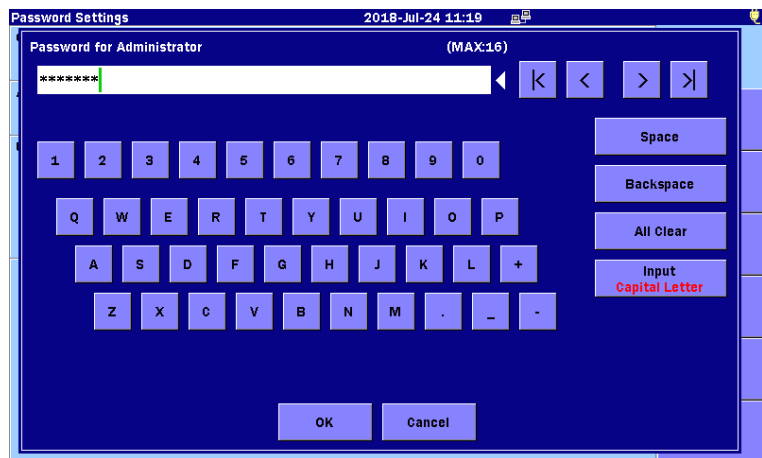 Password Settings 2018-Jul-24 11:19
Password for Administrator (MAX:16)
*******
|< < > >|
Space
1 2 3 4 5 6 7 8 9 0
Backspace
Q W E R T Y U I O P
All Clear
A S D F G H J K L +
Input
Capital Letter
Z X C V B N M . _ -
OK Cancel